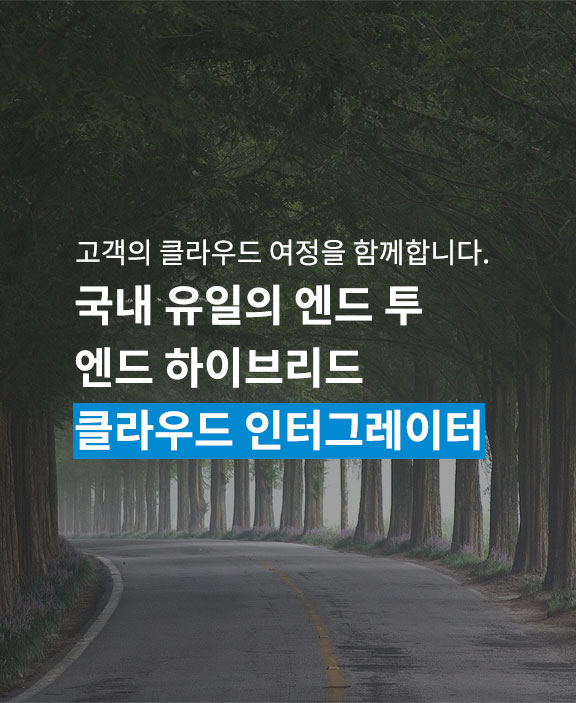 고객의 클라우드 여정을 함께합니다.
국내 유일의 엔드 투
엔드 하이브리드
클라우드 인터그레이터